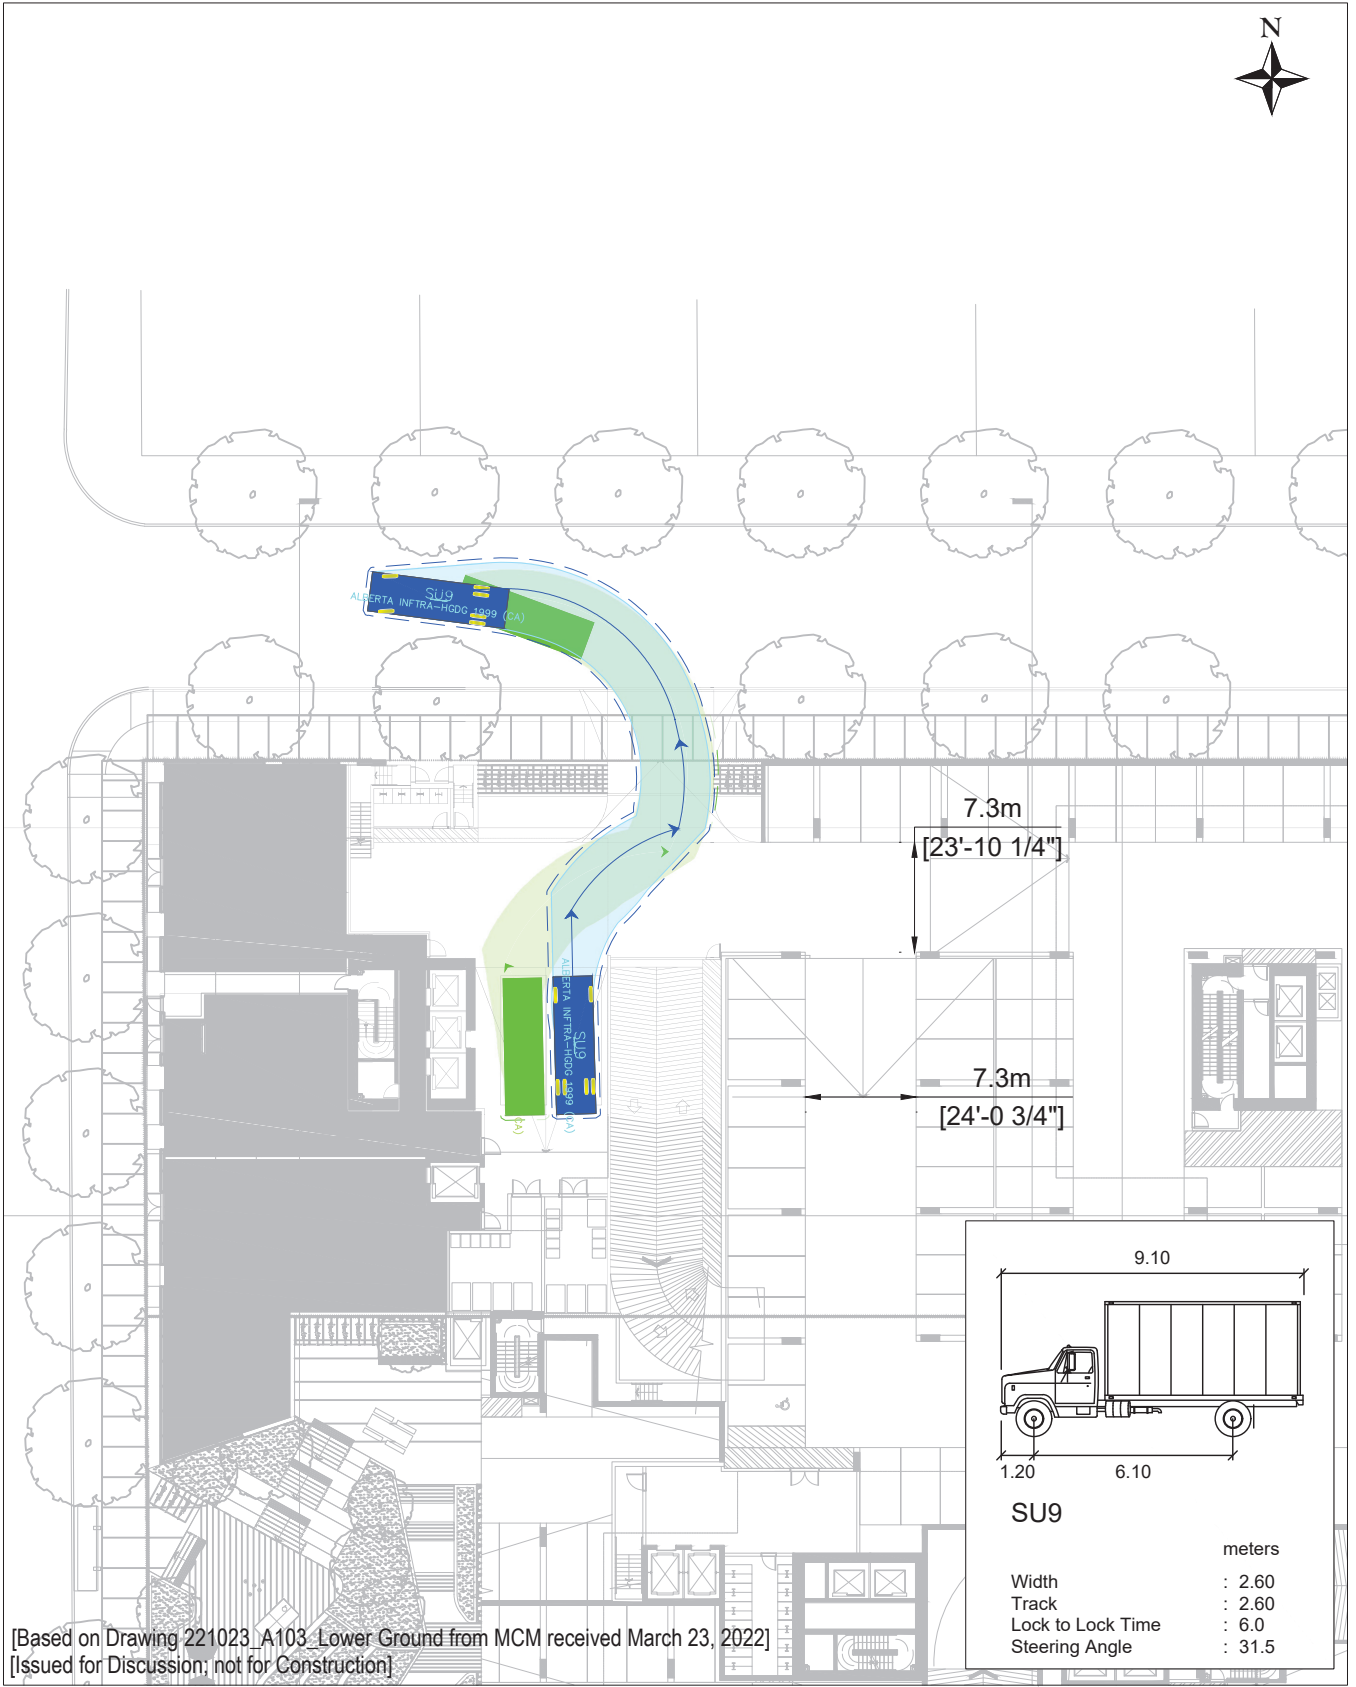 N
SU9
ALBERTA INFTRA-HGDG 1999 (CA)
7.3m
[23'-10 1/4"]
ALBERTA INFTRA-HGDG 1999 (CA)
SU9
CA)
7.3m
[24'-0 3/4"]
9.10
1.20
6.10
SU9
meters
Width : 2.60
Track : 2.60
Lock to Lock Time : 6.0
Steering Angle : 31.5
[Based on Drawing 221023_A103_Lower Ground from MCM received March 23, 2022]
[Issued for Discussion; not for Construction]